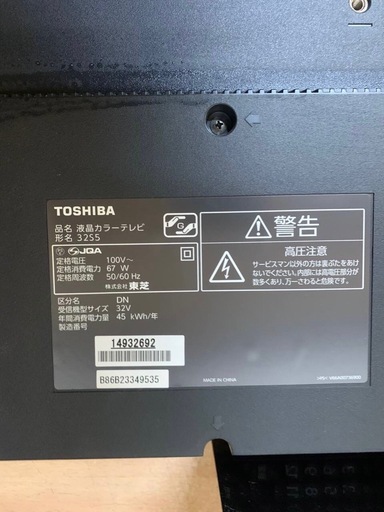 TOSHIBA
品名 液晶カラーテレビ
形名 32S5
JQA
定格電圧 100V~
定格消費電力 67 W
定格周波数 50/60 Hz
株式会社 東芝
区分名 DN
受信機型サイズ 32V
年間消費電力量 45 kWh/年
製造番号
14932692
B86B23349535
警告
高圧注意
サービスマン以外の方は裏ぶたをあけないでください。内部には高電圧部分が数多くあり、万一さわると危険です。
MADE IN CHINA